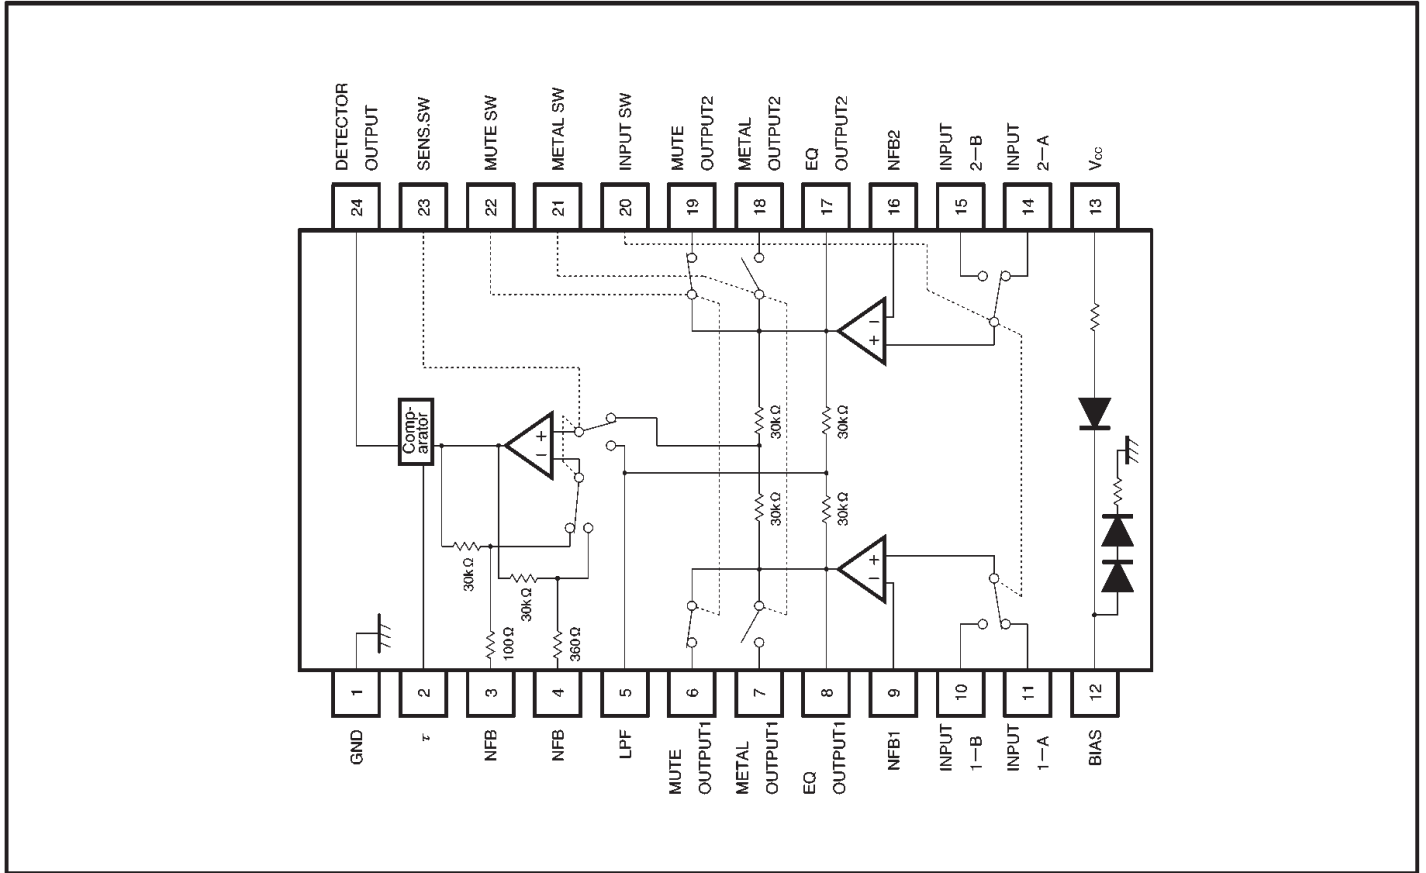 DETECTOR
OUTPUT
SENS.SW
MUTE SW
METAL SW
INPUT SW
MUTE
OUTPUT2
METAL
OUTPUT2
EQ
OUTPUT2
NFB2
INPUT
2–B
INPUT
2–A
Vcc
24
23
22
21
20
19
18
17
16
15
14
13
Comp-
arator
+
–
+
–
+
–
30kΩ
30kΩ
30kΩ
30kΩ
30kΩ
30kΩ
100Ω
360Ω
1
2
3
4
5
6
7
8
9
10
11
12
GND
τ
NFB
NFB
LPF
MUTE
OUTPUT1
METAL
OUTPUT1
EQ
OUTPUT1
NFB1
INPUT
1–B
INPUT
1–A
BIAS